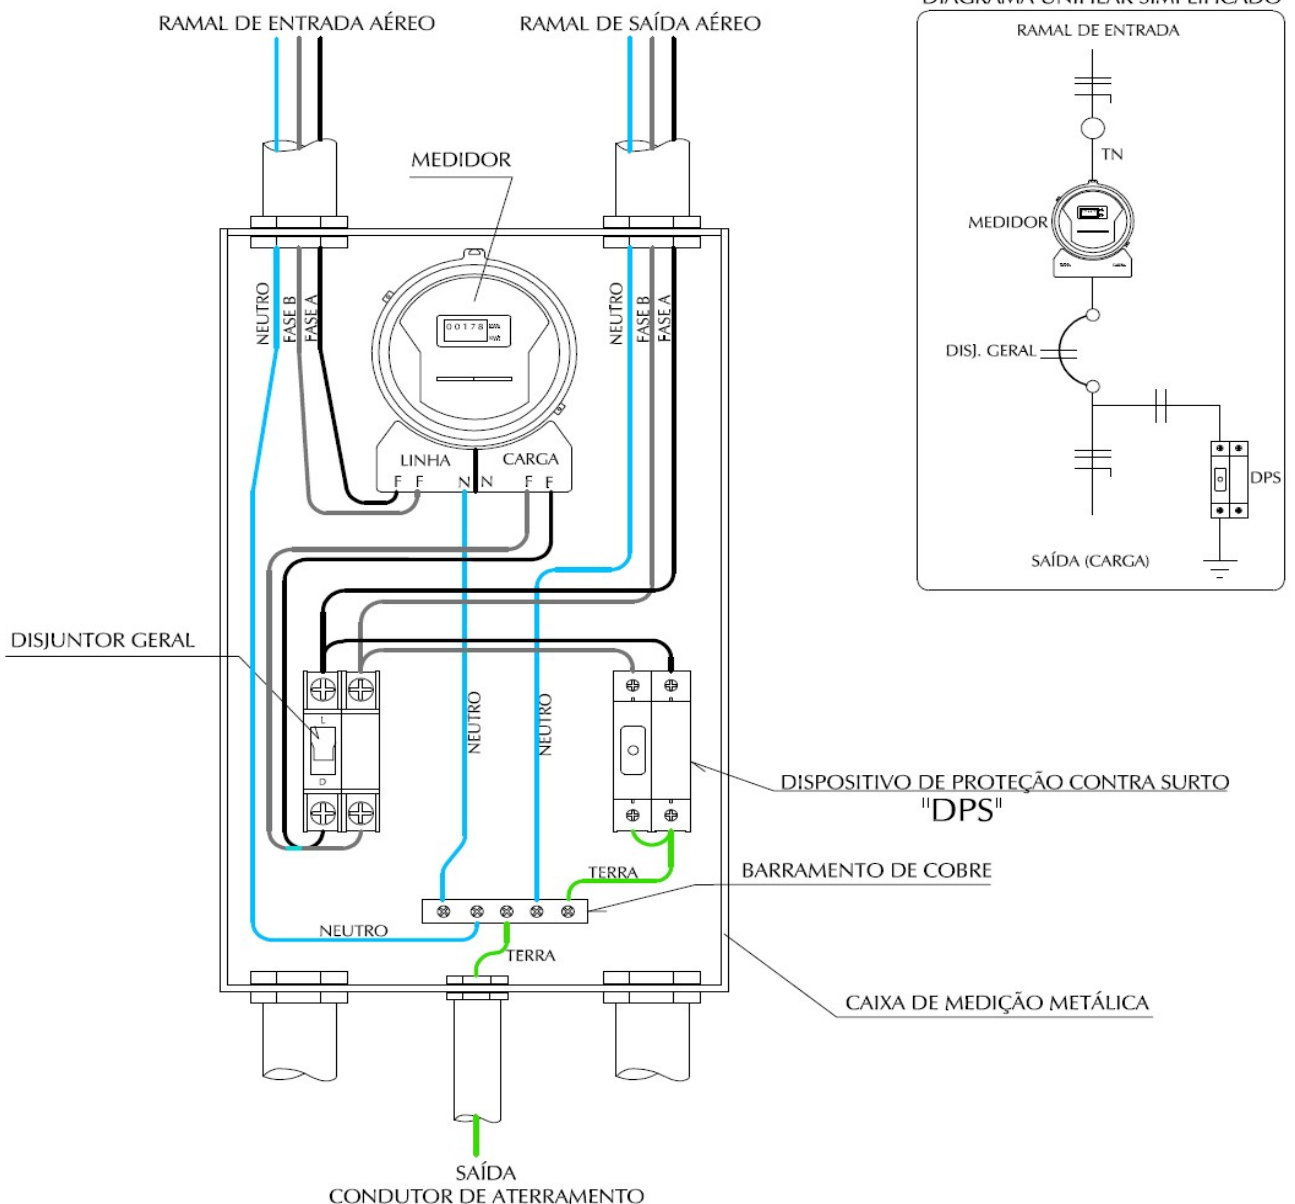 DIAGRAMA UNIFILAR SIMPLIFICADO
RAMAL DE ENTRADA AÉREO
RAMAL DE SAÍDA AÉREO
RAMAL DE ENTRADA
MEDIDOR
TN
MEDIDOR
NEUTRO
FASE B
FASE A
NEUTRO
FASE B
FASE A
00178
DISJ. GERAL
LINHA
CARGA
F F N N F F
DPS
SAÍDA (CARGA)
DISJUNTOR GERAL
L
D
NEUTRO
NEUTRO
DISPOSITIVO DE PROTEÇÃO CONTRA SURTO
"DPS"
TERRA
BARRAMENTO DE COBRE
NEUTRO
TERRA
CAIXA DE MEDIÇÃO METÁLICA
SAÍDA
CONDUTOR DE ATERRAMENTO